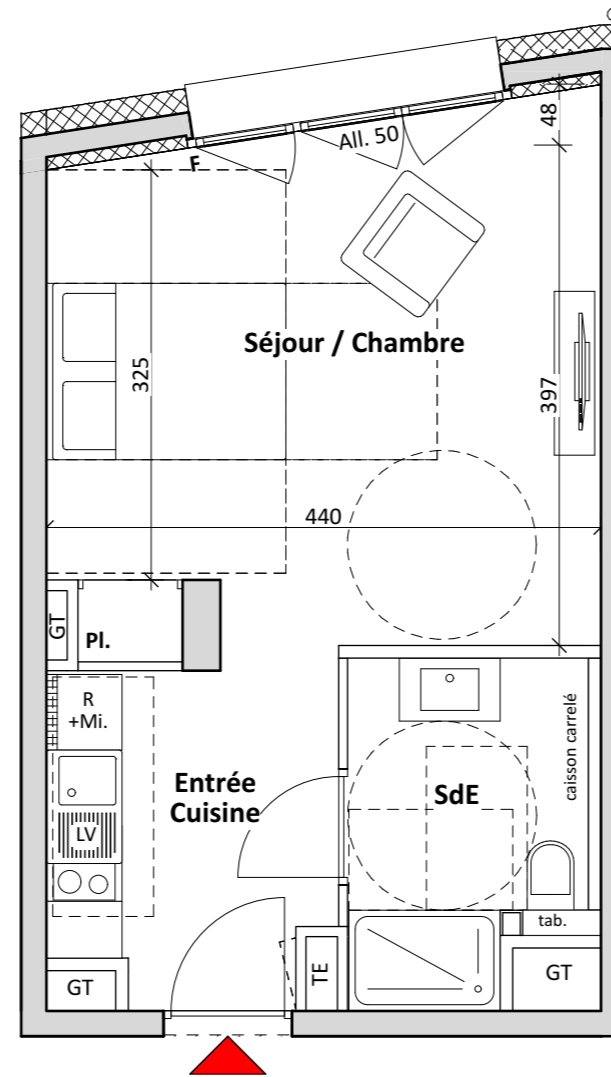 F
All. 50
48
Séjour / Chambre
325
397
440
GT
Pl.
R
+Mi.
caisson carrelé
Entrée
Cuisine
SdE
LV
tab.
GT
TE
GT